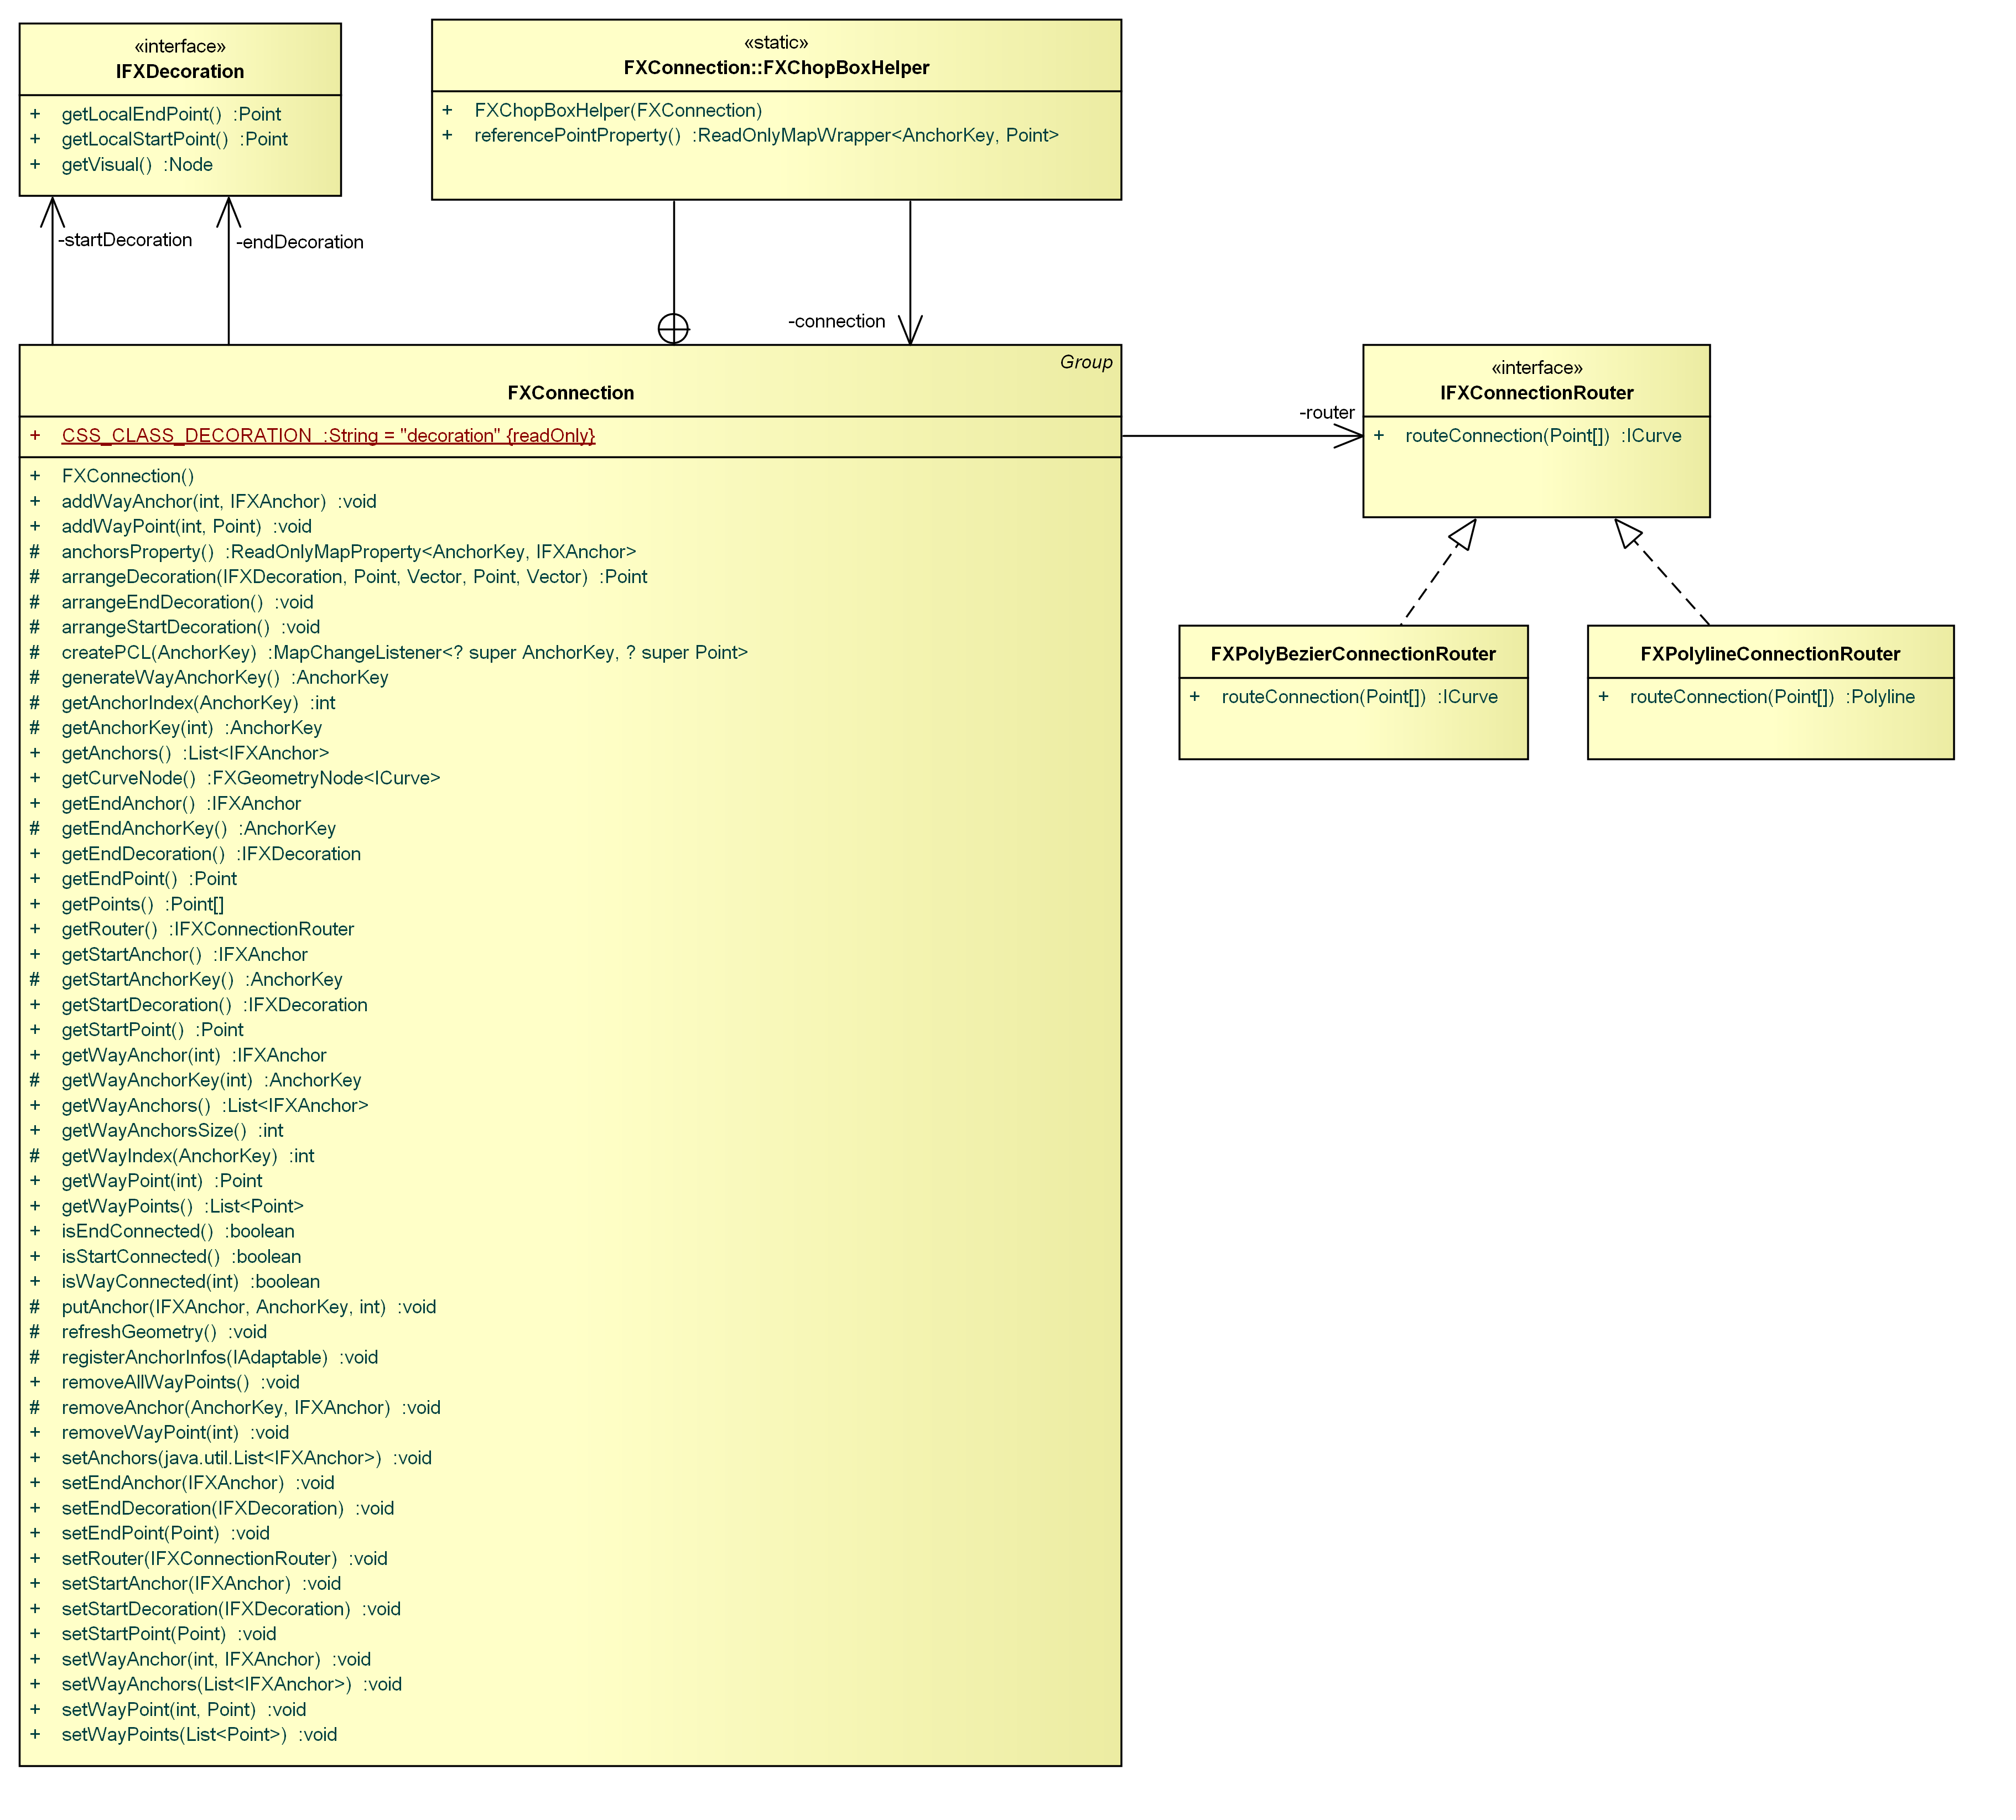 «interface»
IFXDecoration
+ getLocalEndPoint() :Point
+ getLocalStartPoint() :Point
+ getVisual() :Node
«static»
FXConnection::FXChopBoxHelper
+ FXChopBoxHelper(FXConnection)
+ referencePointProperty() :ReadOnlyMapWrapper<AnchorKey, Point>
-startDecoration
-endDecoration
-connection
Group
FXConnection
+ CSS_CLASS_DECORATION :String = "decoration" {readOnly}
+ FXConnection()
+ addWayAnchor(int, IFXAnchor) :void
+ addWayPoint(int, Point) :void
# anchorsProperty() :ReadOnlyMapProperty<AnchorKey, IFXAnchor>
# arrangeDecoration(IFXDecoration, Point, Vector, Point, Vector) :Point
# arrangeEndDecoration() :void
# arrangeStartDecoration() :void
# createPCL(AnchorKey) :MapChangeListener<? super AnchorKey, ? super Point>
# generateWayAnchorKey() :AnchorKey
# getAnchorIndex(AnchorKey) :int
# getAnchorKey(int) :AnchorKey
+ getAnchors() :List<IFXAnchor>
+ getCurveNode() :FXGeometryNode<ICurve>
+ getEndAnchor() :IFXAnchor
# getEndAnchorKey() :AnchorKey
+ getEndDecoration() :IFXDecoration
+ getEndPoint() :Point
+ getPoints() :Point[]
+ getRouter() :IFXConnectionRouter
+ getStartAnchor() :IFXAnchor
# getStartAnchorKey() :AnchorKey
+ getStartDecoration() :IFXDecoration
+ getStartPoint() :Point
+ getWayAnchor(int) :IFXAnchor
# getWayAnchorKey(int) :AnchorKey
+ getWayAnchors() :List<IFXAnchor>
+ getWayAnchorsSize() :int
# getWayIndex(AnchorKey) :int
+ getWayPoint(int) :Point
+ getWayPoints() :List<Point>
+ isEndConnected() :boolean
+ isStartConnected() :boolean
+ isWayConnected(int) :boolean
# putAnchor(IFXAnchor, AnchorKey, int) :void
# refreshGeometry() :void
# registerAnchorInfos(IAdaptable) :void
+ removeAllWayPoints() :void
# removeAnchor(AnchorKey, IFXAnchor) :void
+ removeWayPoint(int) :void
+ setAnchors(java.util.List<IFXAnchor>) :void
+ setEndAnchor(IFXAnchor) :void
+ setEndDecoration(IFXDecoration) :void
+ setEndPoint(Point) :void
+ setRouter(IFXConnectionRouter) :void
+ setStartAnchor(IFXAnchor) :void
+ setStartDecoration(IFXDecoration) :void
+ setStartPoint(Point) :void
+ setWayAnchor(int, IFXAnchor) :void
+ setWayAnchors(List<IFXAnchor>) :void
+ setWayPoint(int, Point) :void
+ setWayPoints(List<Point>) :void
-router
«interface»
IFXConnectionRouter
+ routeConnection(Point[]) :ICurve
FXPolyBezierConnectionRouter
+ routeConnection(Point[]) :ICurve
FXPolylineConnectionRouter
+ routeConnection(Point[]) :Polyline